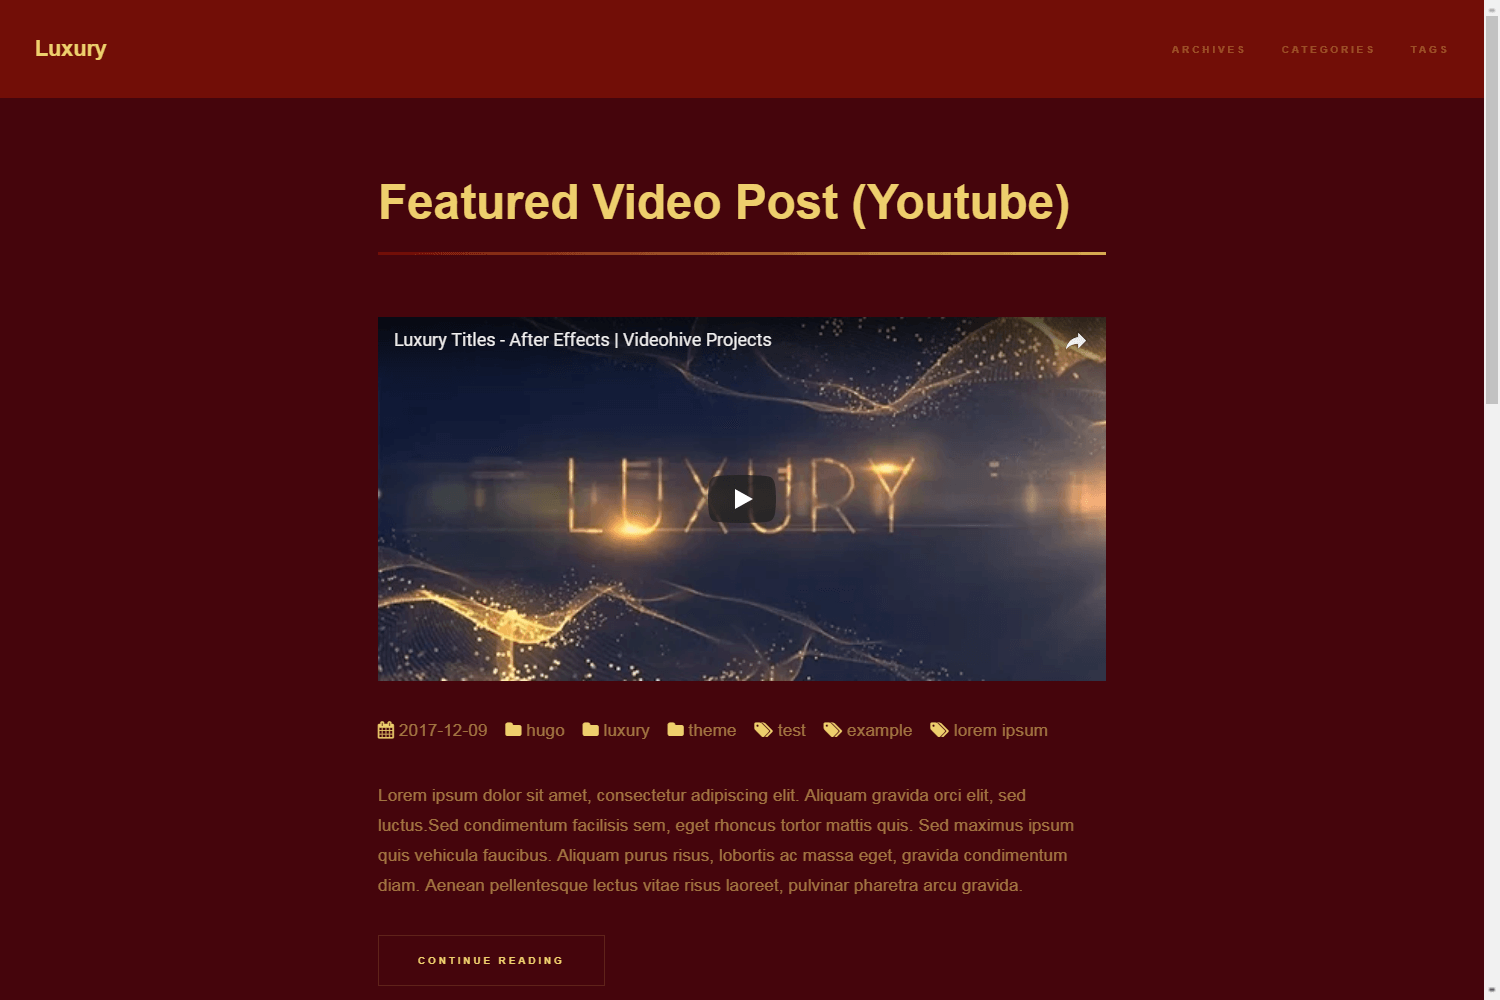 Luxury
ARCHIVES CATEGORIES TAGS
Featured Video Post (Youtube)
Luxury Titles - After Effects | Videohive Projects
LUXURY
2017-12-09 hugo luxury theme test example lorem ipsum
Lorem ipsum dolor sit amet, consectetur adipiscing elit. Aliquam gravida orci elit, sed
luctus.Sed condimentum facilisis sem, eget rhoncus tortor mattis quis. Sed maximus ipsum
quis vehicula faucibus. Aliquam purus risus, lobortis ac massa eget, gravida condimentum
diam. Aenean pellentesque lectus vitae risus laoreet, pulvinar pharetra arcu gravida.
CONTINUE READING